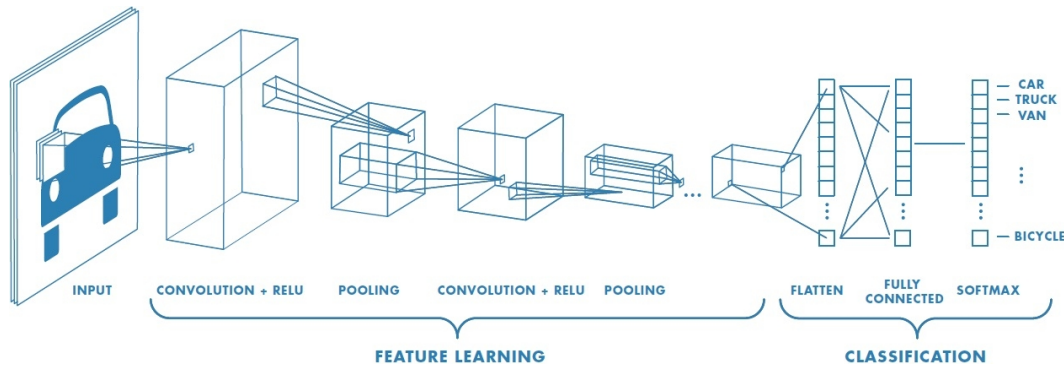 CAR
TRUCK
VAN
BICYCLE
INPUT
CONVOLUTION + RELU
POOLING
CONVOLUTION + RELU
POOLING
FLATTEN
FULLY
CONNECTED
SOFTMAX
FEATURE LEARNING
CLASSIFICATION